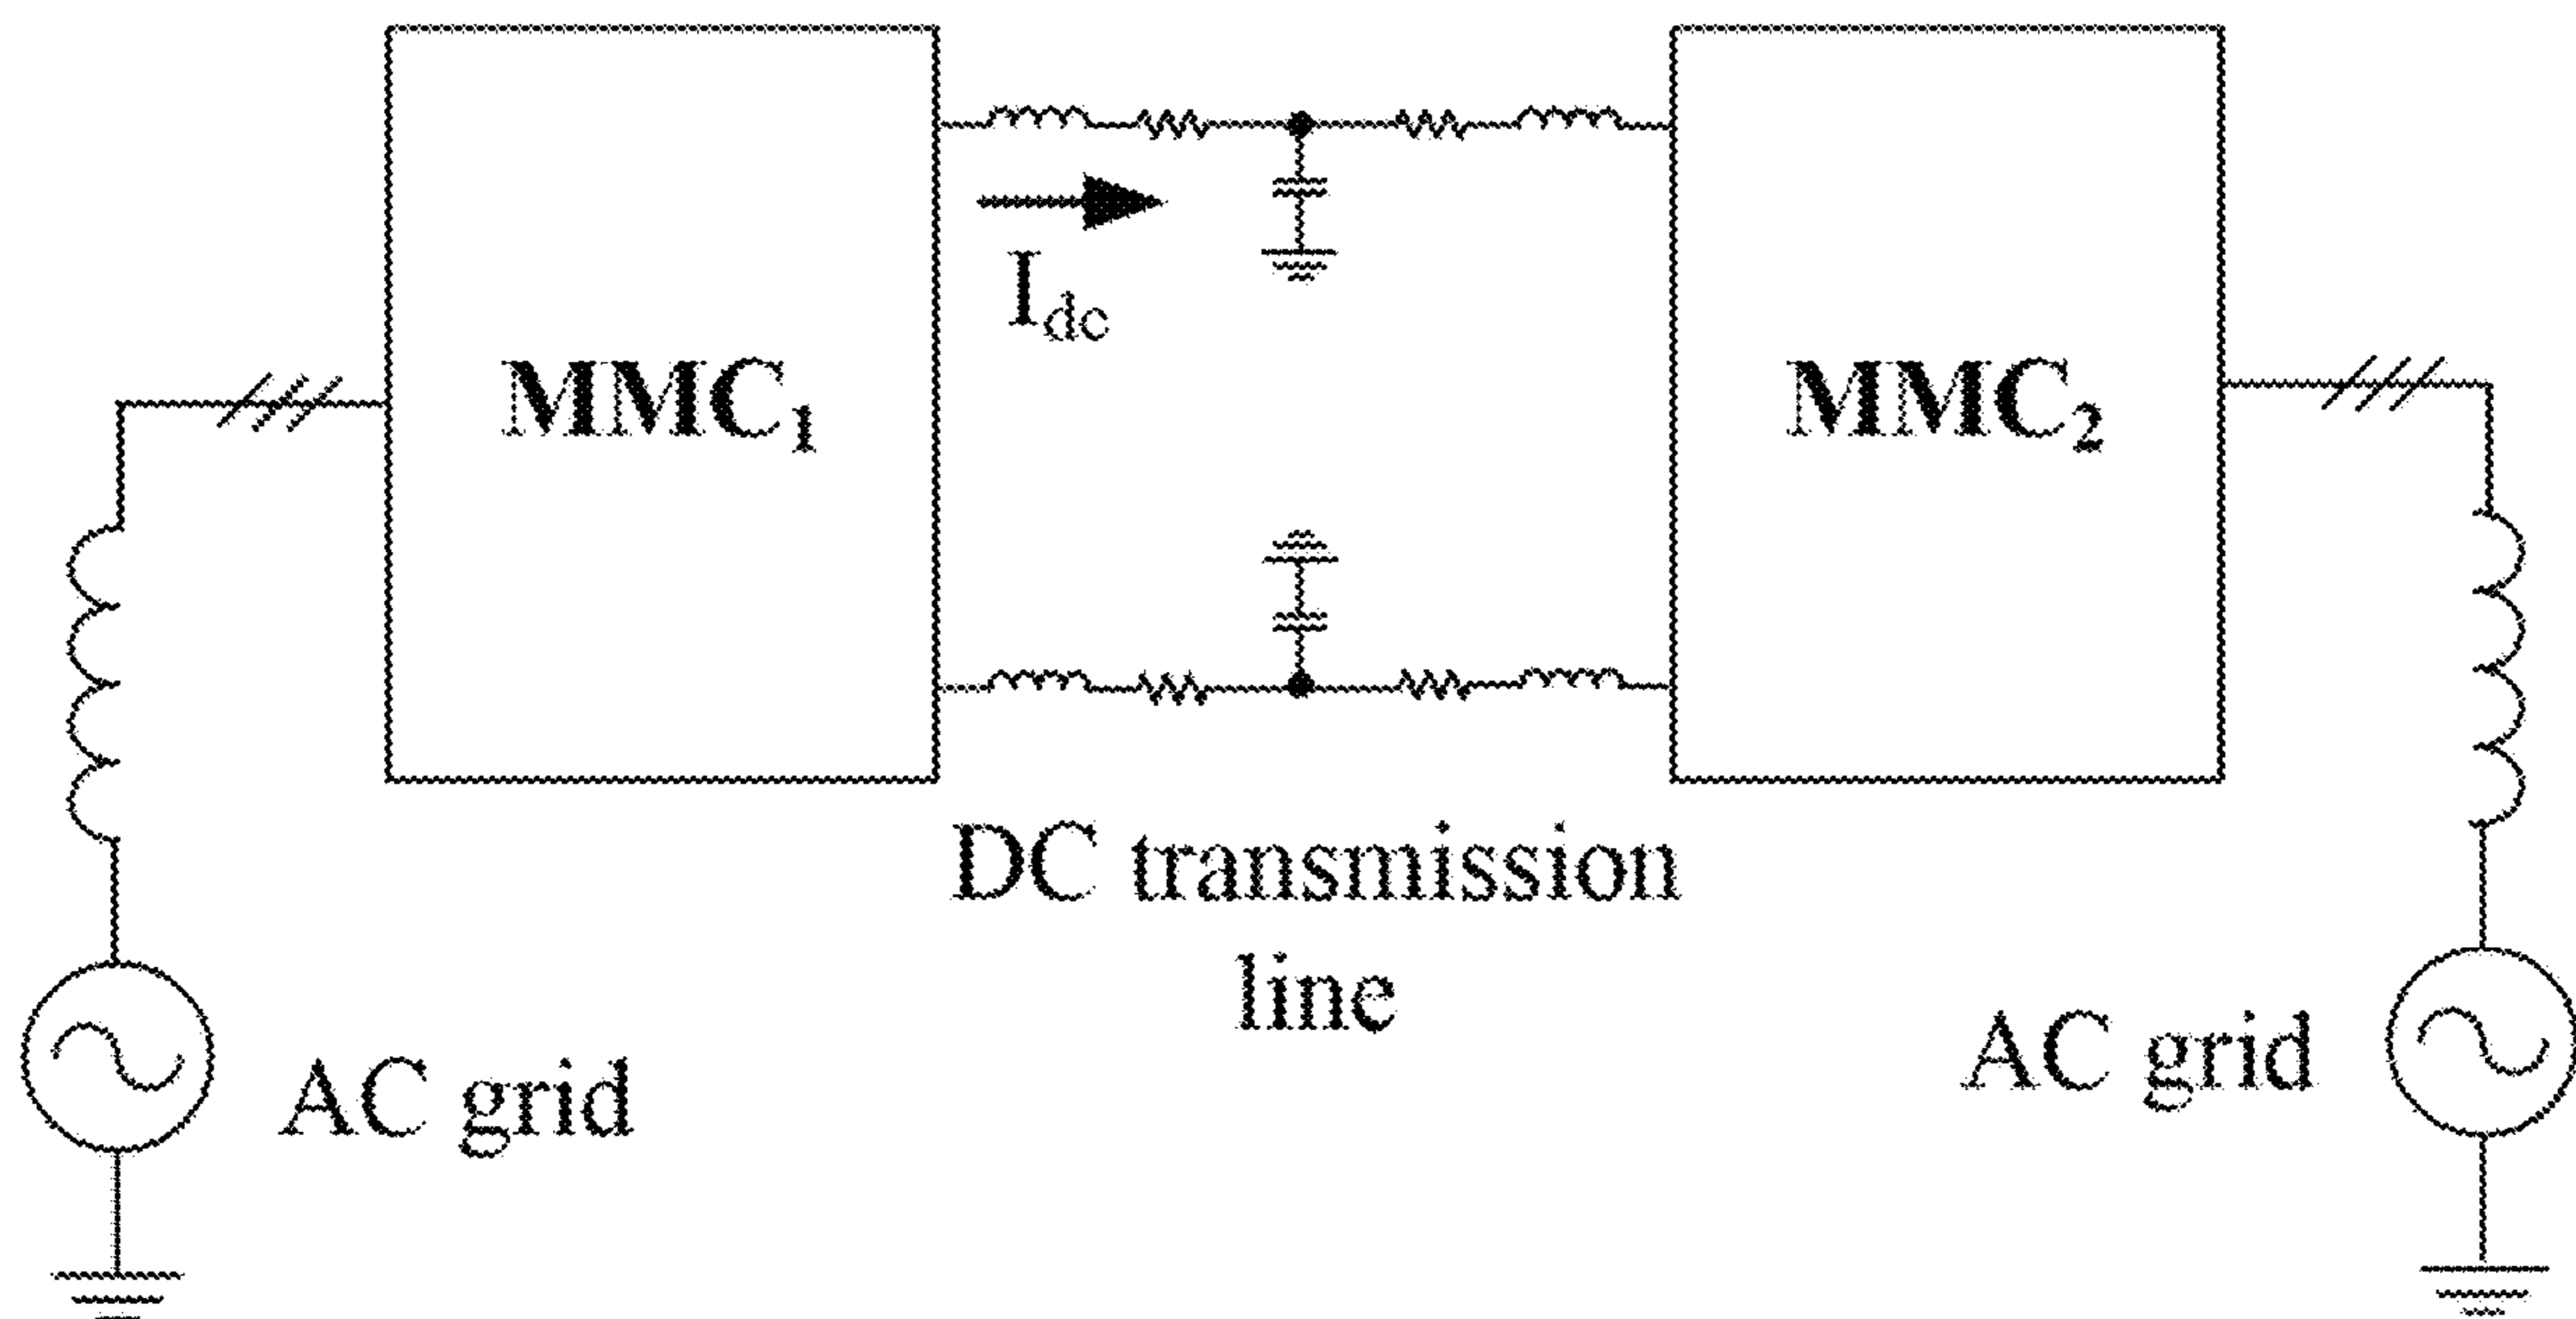 I_dc
MMC₁
MMC₂
DC transmission
line
AC grid
AC grid